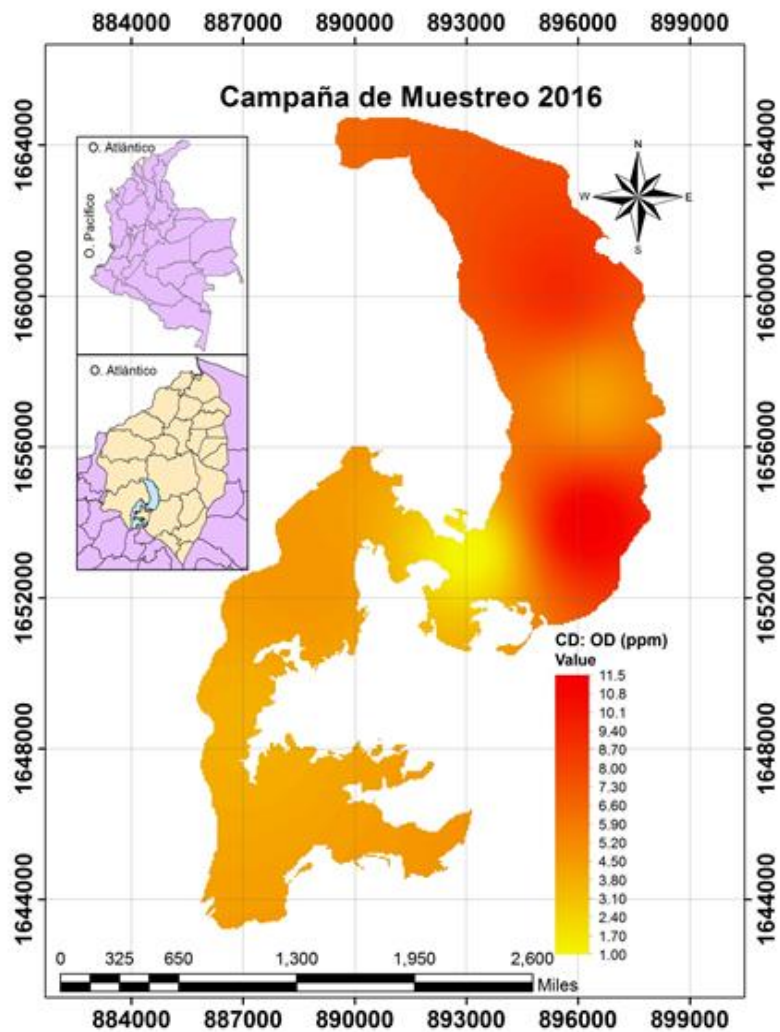 884000 887000 890000 893000 896000 899000
Campaña de Muestreo 2016
O. Atlántico
O. Pacífico
O. Atlántico
N
W E
S
1664000
1660000
1656000
1652000
1648000
1644000
1664000
1660000
1656000
1652000
1648000
1644000
CD: OD (ppm)
Value
11.5
10.8
10.1
9.40
8.70
7.30
6.60
5.90
5.20
4.50
3.80
3.10
2.40
1.70
1.00
0 325 650 1,300 1,950 2,600
Miles
884000 887000 890000 893000 896000 899000